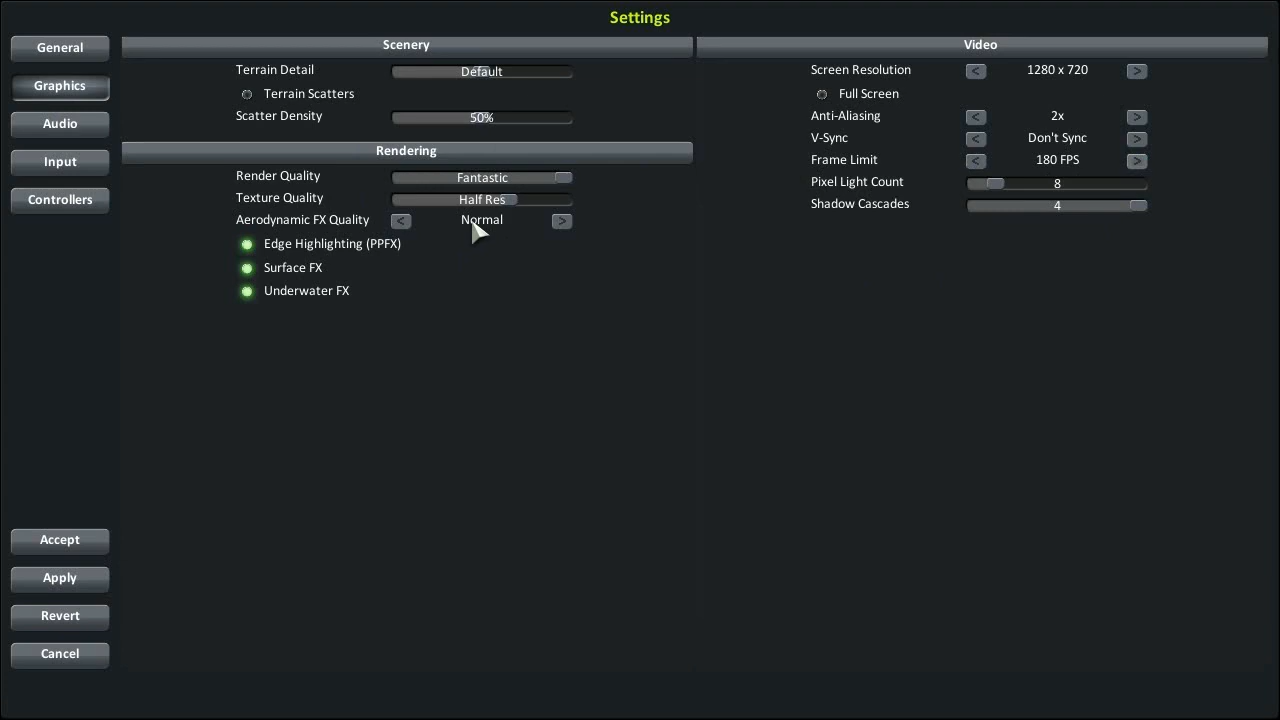 Settings
General
Graphics
Audio
Input
Controllers
Accept
Apply
Revert
Cancel
Scenery
Terrain Detail Default
Terrain Scatters
Scatter Density 50%
Rendering
Render Quality Fantastic
Texture Quality Half Res
Aerodynamic FX Quality < Normal >
Edge Highlighting (PPFX)
Surface FX
Underwater FX
Video
Screen Resolution < 1280 x 720 >
Full Screen
Anti-Aliasing < 2x >
V-Sync < Don't Sync >
Frame Limit < 180 FPS >
Pixel Light Count 8
Shadow Cascades 4